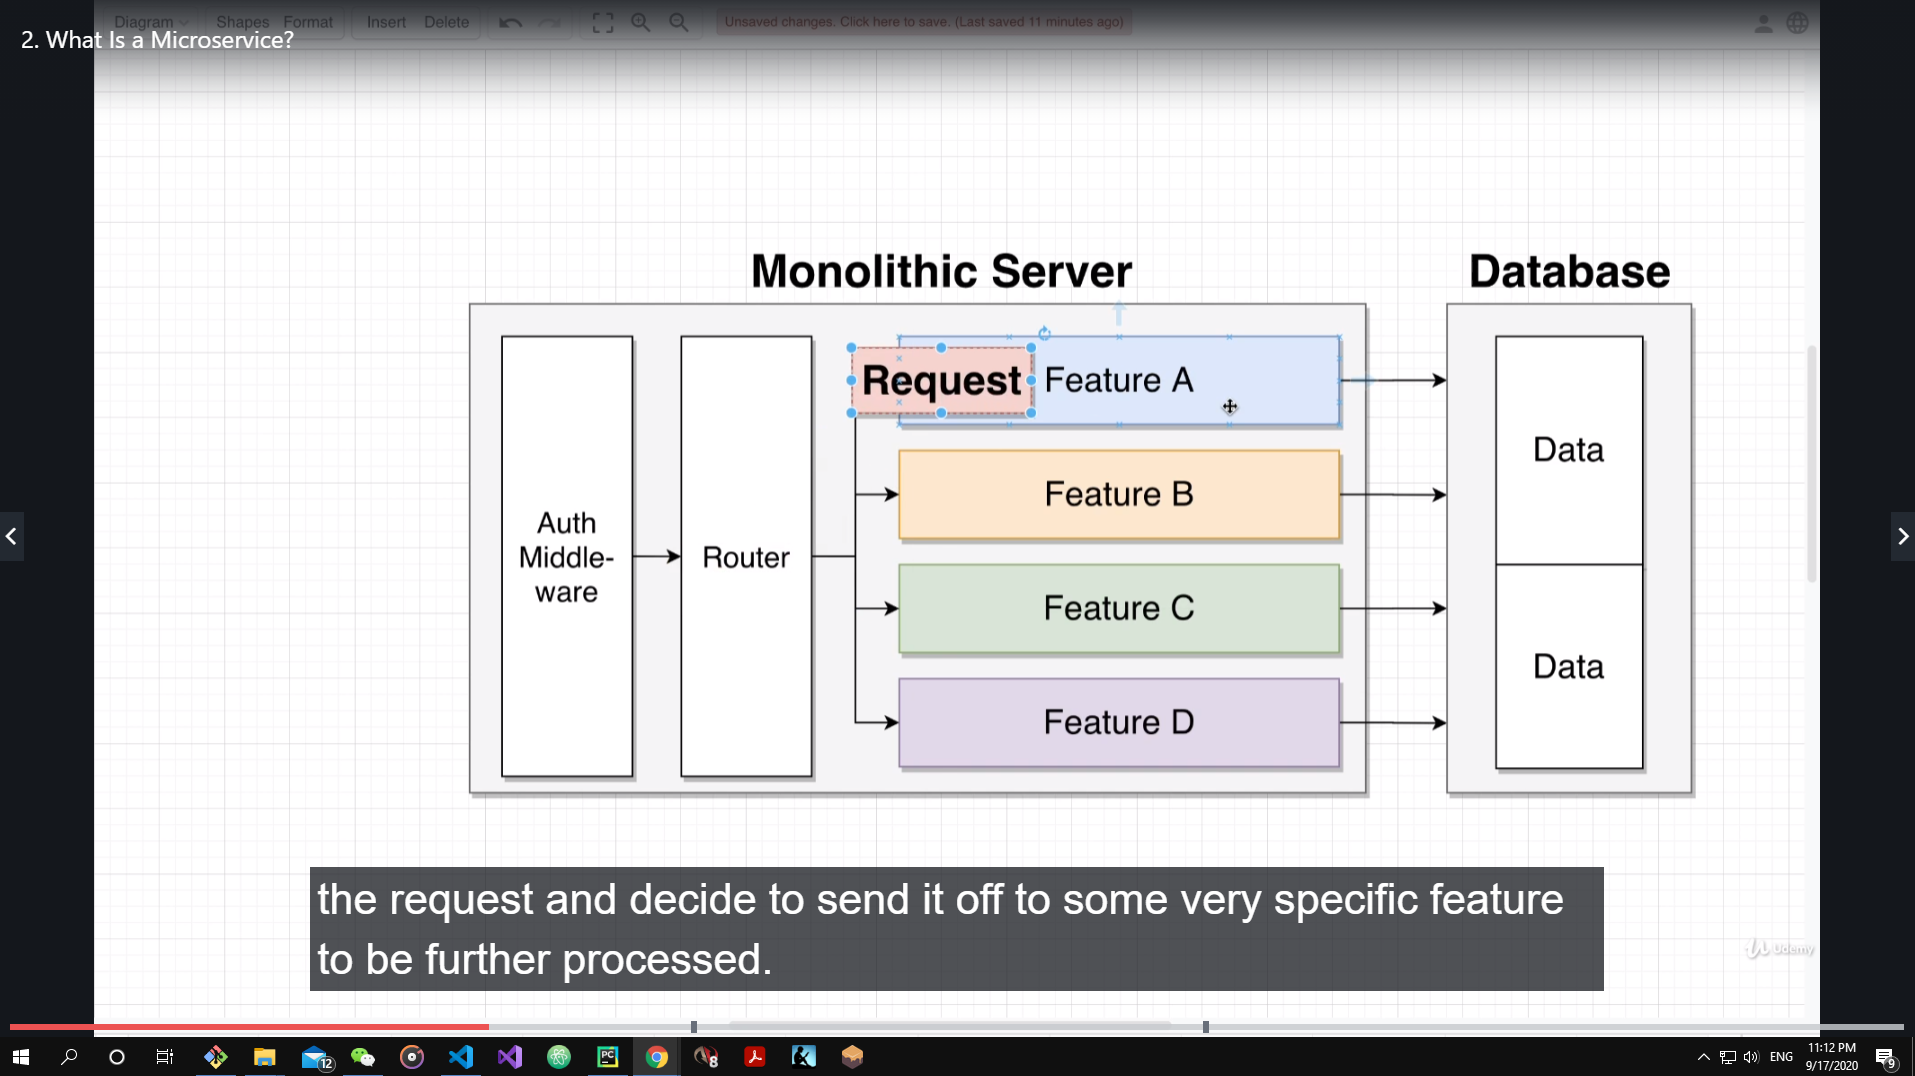 Diagram Shapes Format Insert Delete Unsaved changes. Click here to save. (Last saved 11 minutes ago)
2. What Is a Microservice?
Monolithic Server
Database
Request Feature A
Data
Feature B
Auth
Middle-
ware
Router
Feature C
Data
Feature D
the request and decide to send it off to some very specific feature
to be further processed.
Udemy
12
PC
8
ENG
11:12 PM
9/17/2020
9